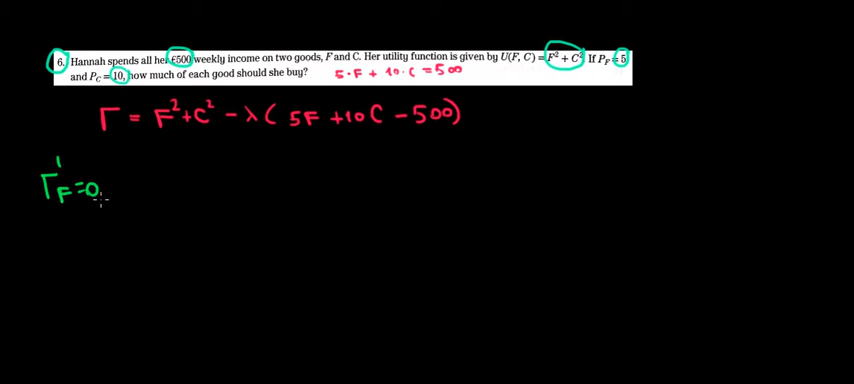 6. Hannah spends all her £500 weekly income on two goods, F and C. Her utility function is given by U(F, C) = F² + C² If P_F = 5
and P_C = 10, how much of each good should she buy? 5·F + 10·C = 500
Γ = F² + C² − λ( 5F + 10C − 500)
Γ'_F = 0